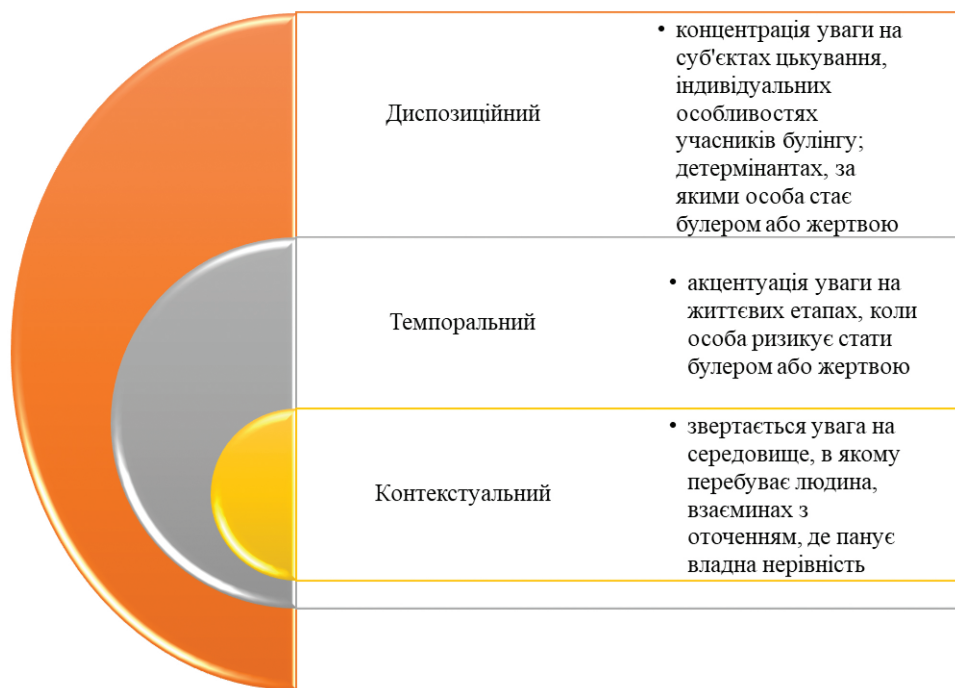 Диспозиційний
• концентрація уваги на
суб'єктах цькування,
індивідуальних
особливостях
учасників булінгу;
детермінантах, за
якими особа стає
булером або жертвою
Темпоральний
• акцентуація уваги на
життєвих етапах, коли
особа ризикує стати
булером або жертвою
Контекстуальний
• звертається увага на
середовище, в якому
перебуває людина,
взаєминах з
оточенням, де панує
владна нерівність